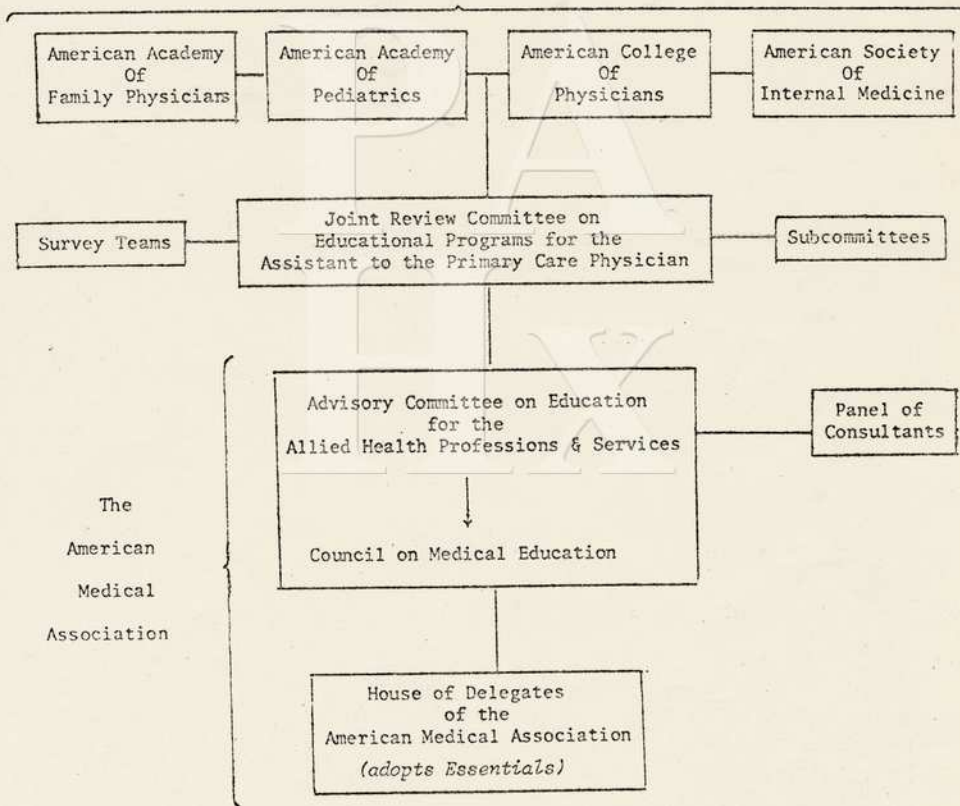 American Academy
Of
Family Physicians
American Academy
Of
Pediatrics
American College
Of
Physicians
American Society
Of
Internal Medicine
Survey Teams
Joint Review Committee on
Educational Programs for the
Assistant to the Primary Care Physician
Subcommittees
Advisory Committee on Education
for the
Allied Health Professions & Services
Panel of
Consultants
Council on Medical Education
The
American
Medical
Association
House of Delegates
of the
American Medical Association
(adopts Essentials)
PA
Hx